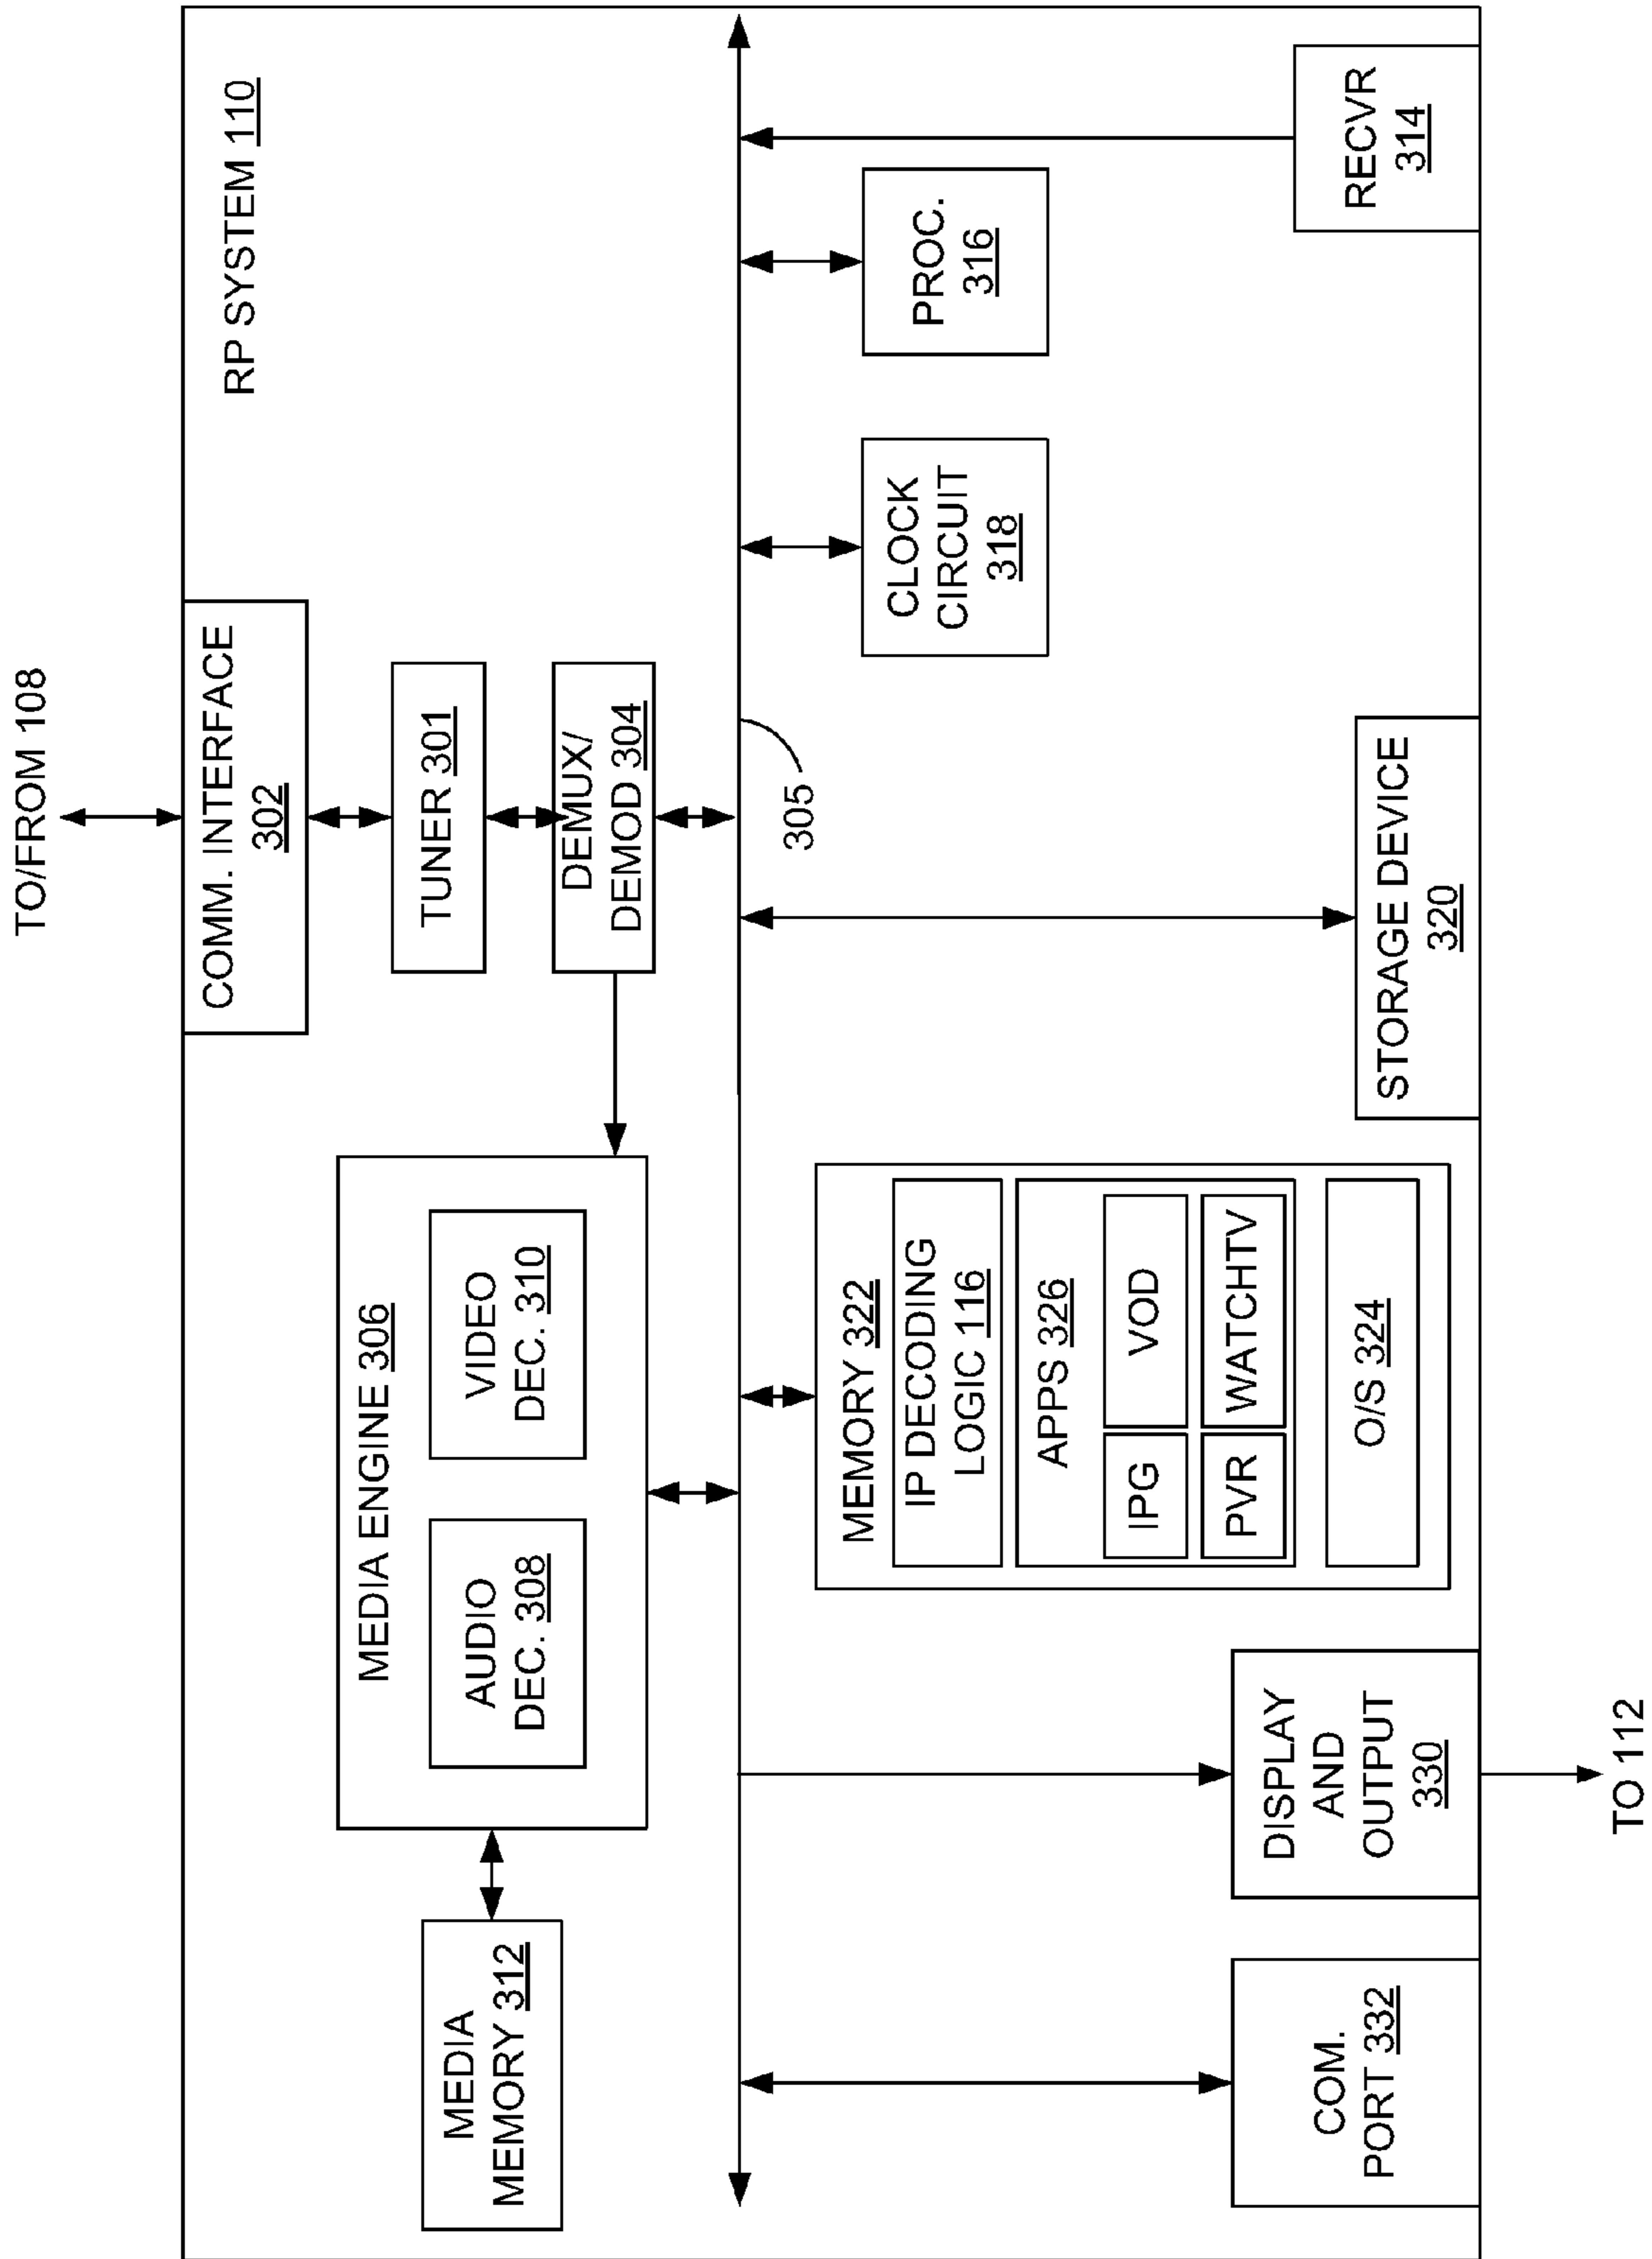 TO/FROM 108
RP SYSTEM 110
COMM. INTERFACE
302
TUNER 301
DEMUX/
DEMOD 304
MEDIA ENGINE 306
AUDIO
DEC. 308
VIDEO
DEC. 310
MEDIA
MEMORY 312
305
CLOCK
CIRCUIT
318
PROC.
316
RECVR
314
STORAGE DEVICE
320
MEMORY 322
IP DECODING
LOGIC 116
APPS 326
IPG
VOD
PVR
WATCHTV
O/S 324
DISPLAY
AND
OUTPUT
330
COM.
PORT 332
TO 112